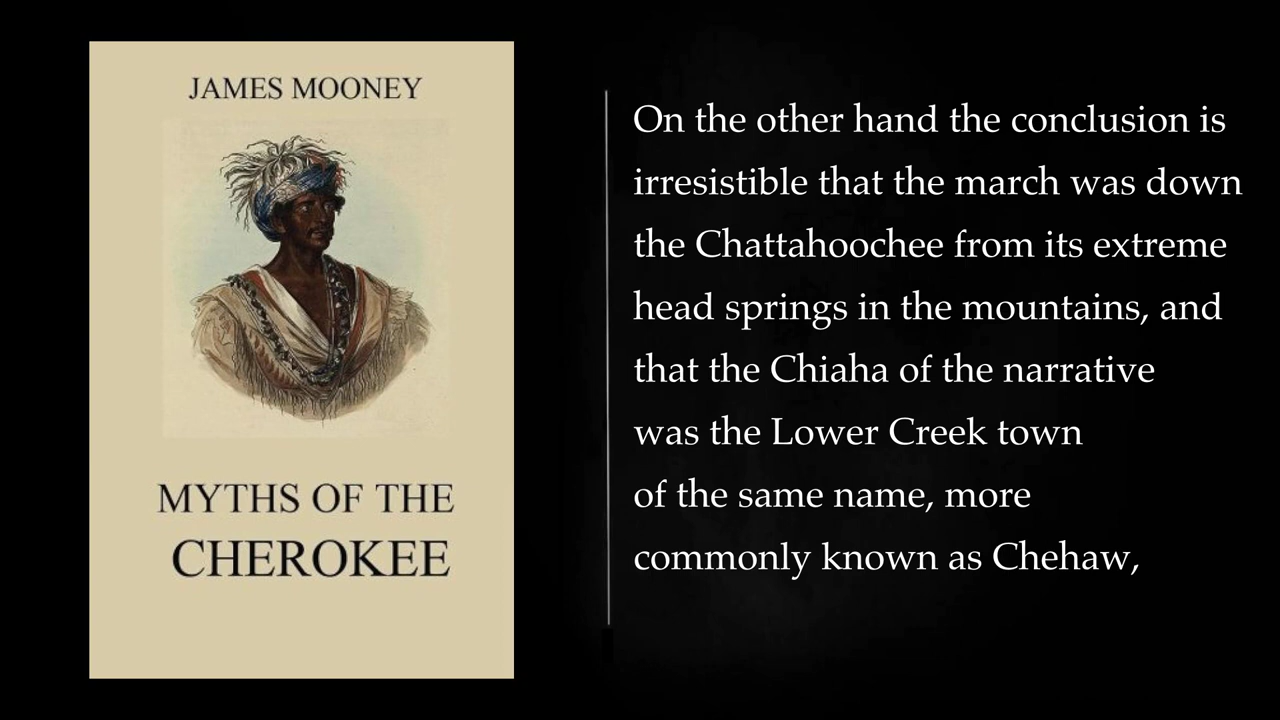 JAMES MOONEY
MYTHS OF THE
CHEROKEE
On the other hand the conclusion is
irresistible that the march was down
the Chattahoochee from its extreme
head springs in the mountains, and
that the Chiaha of the narrative
was the Lower Creek town
of the same name, more
commonly known as Chehaw,